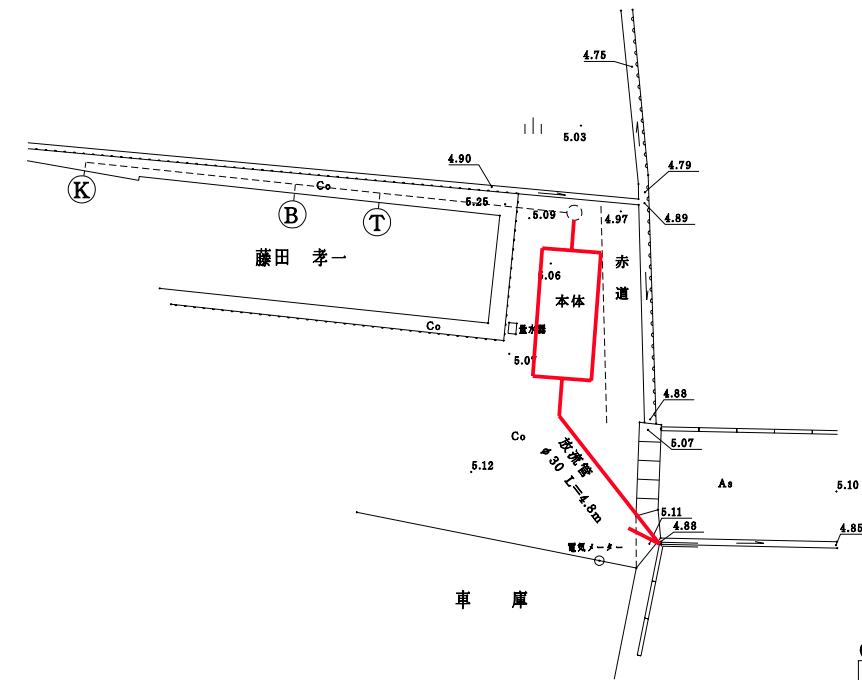 4.75
5.03
4.90
4.79
K
Co
B
T
5.25
5.09
4.97
4.89
藤田 孝一
赤道
5.06
本体
Co
量水器
5.07
4.88
Co
5.07
放流管
φ30 L=4.8m
5.12
As
5.10
5.11
4.88
4.85
電気メーター
車 庫